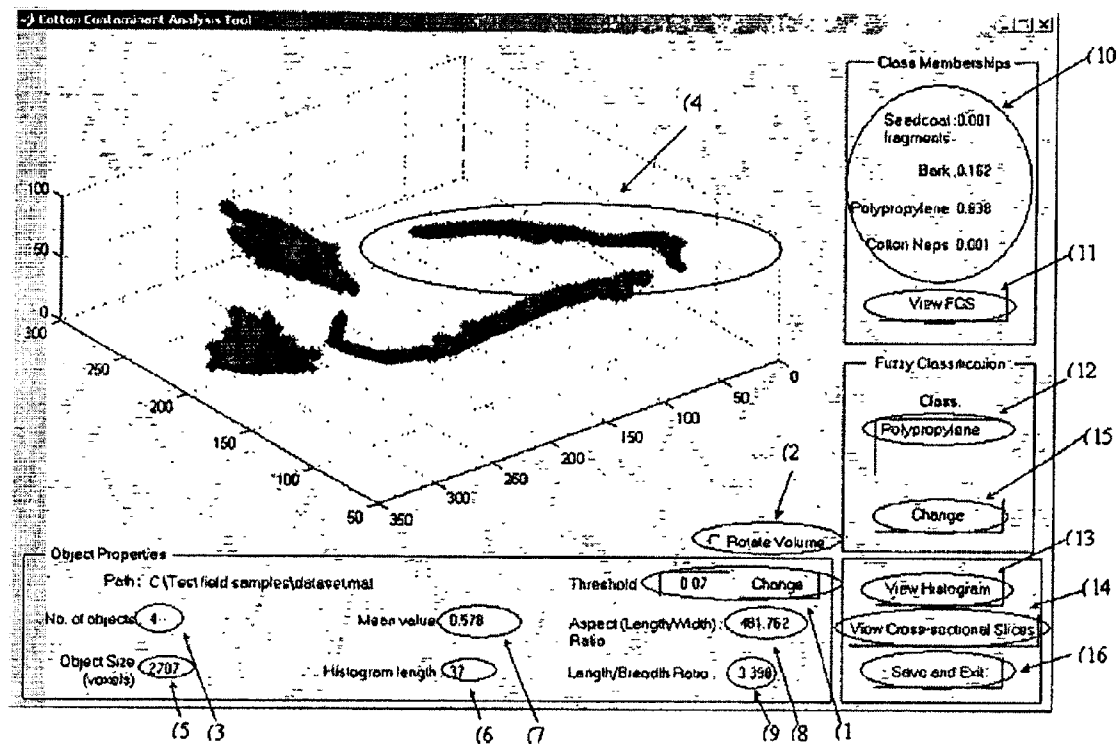 Cotton Contaminant Analysis Tool
(10
Class Memberships
(4
Seedcoat :0.001
fragments
Bark .0.162
Polypropylene 0.838
Cotton Neps 0.001
(11
View FCS
100
50
0
300
250
200
150
100
50
350
300
250
200
150
100
50
0
Fuzzy Classification
(12
Class.
Polypropylene
(15
Change
(2
Rotate Volume
(13
Object Properties
Path: C:\Test field samples\dataset.mat
Threshold 0.07 Change
View Histogram
(14
No. of objects 4
Mean value 0.578
Aspect (Length/Width) : 481.762
Ratio
View Cross-sectional Slices
Object Size 2707
(voxels)
Histogram length 37
Length/Breadth Ratio : 3.398
Save and Exit
(16
(5
(3
(6
(7
(9
(8
(1